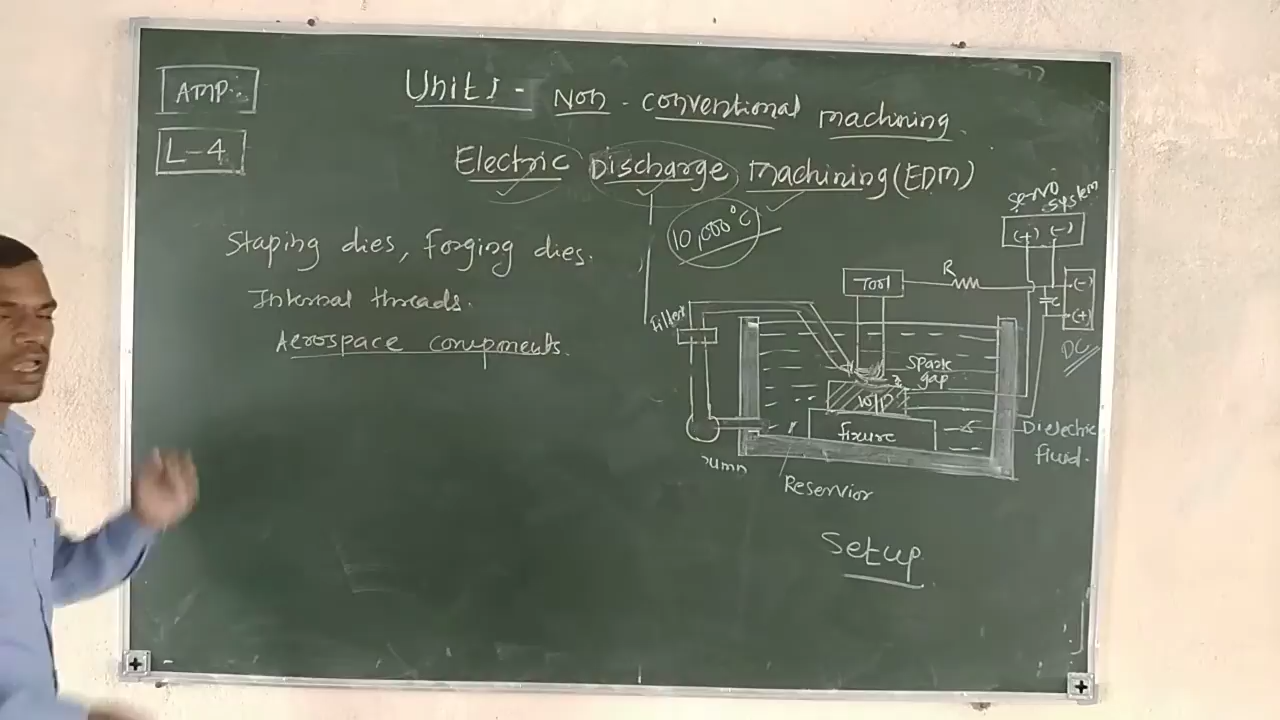 AMP:
L-4
Unit 1 - Non-conventional machining.
Electric Discharge machining (EDM)
10,000°C
Staping dies, Forging dies.
Internal threads.
Aerospace components.
Servo system
(+) (-)
Tool
R
C
(-)
(+)
DC
Filter
Spark gap
W/P
Fixure
Dielectric fluid.
Reservior
Setup